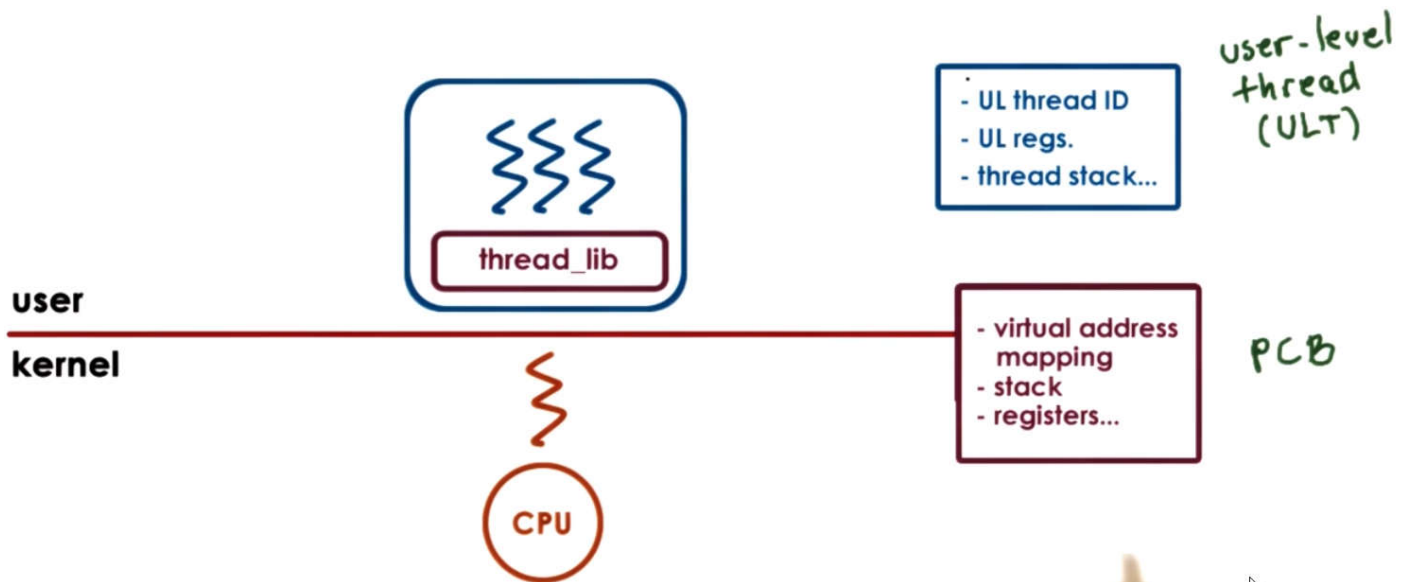 user-level
thread
(ULT)
- UL thread ID
- UL regs.
- thread stack...
thread_lib
user
kernel
- virtual address
mapping
- stack
- registers...
PCB
CPU